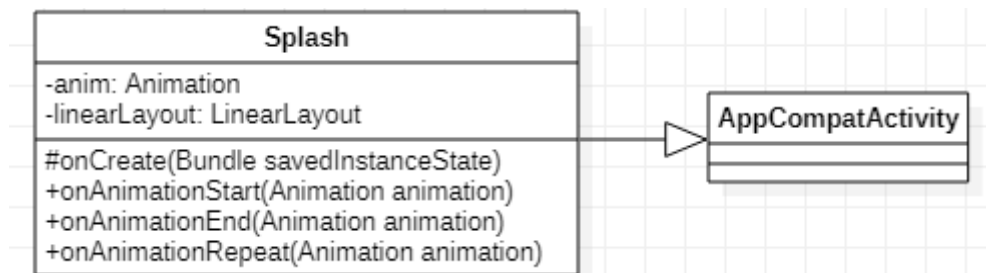 Splash
-anim: Animation
-linearLayout: LinearLayout
#onCreate(Bundle savedInstanceState)
+onAnimationStart(Animation animation)
+onAnimationEnd(Animation animation)
+onAnimationRepeat(Animation animation)
AppCompatActivity